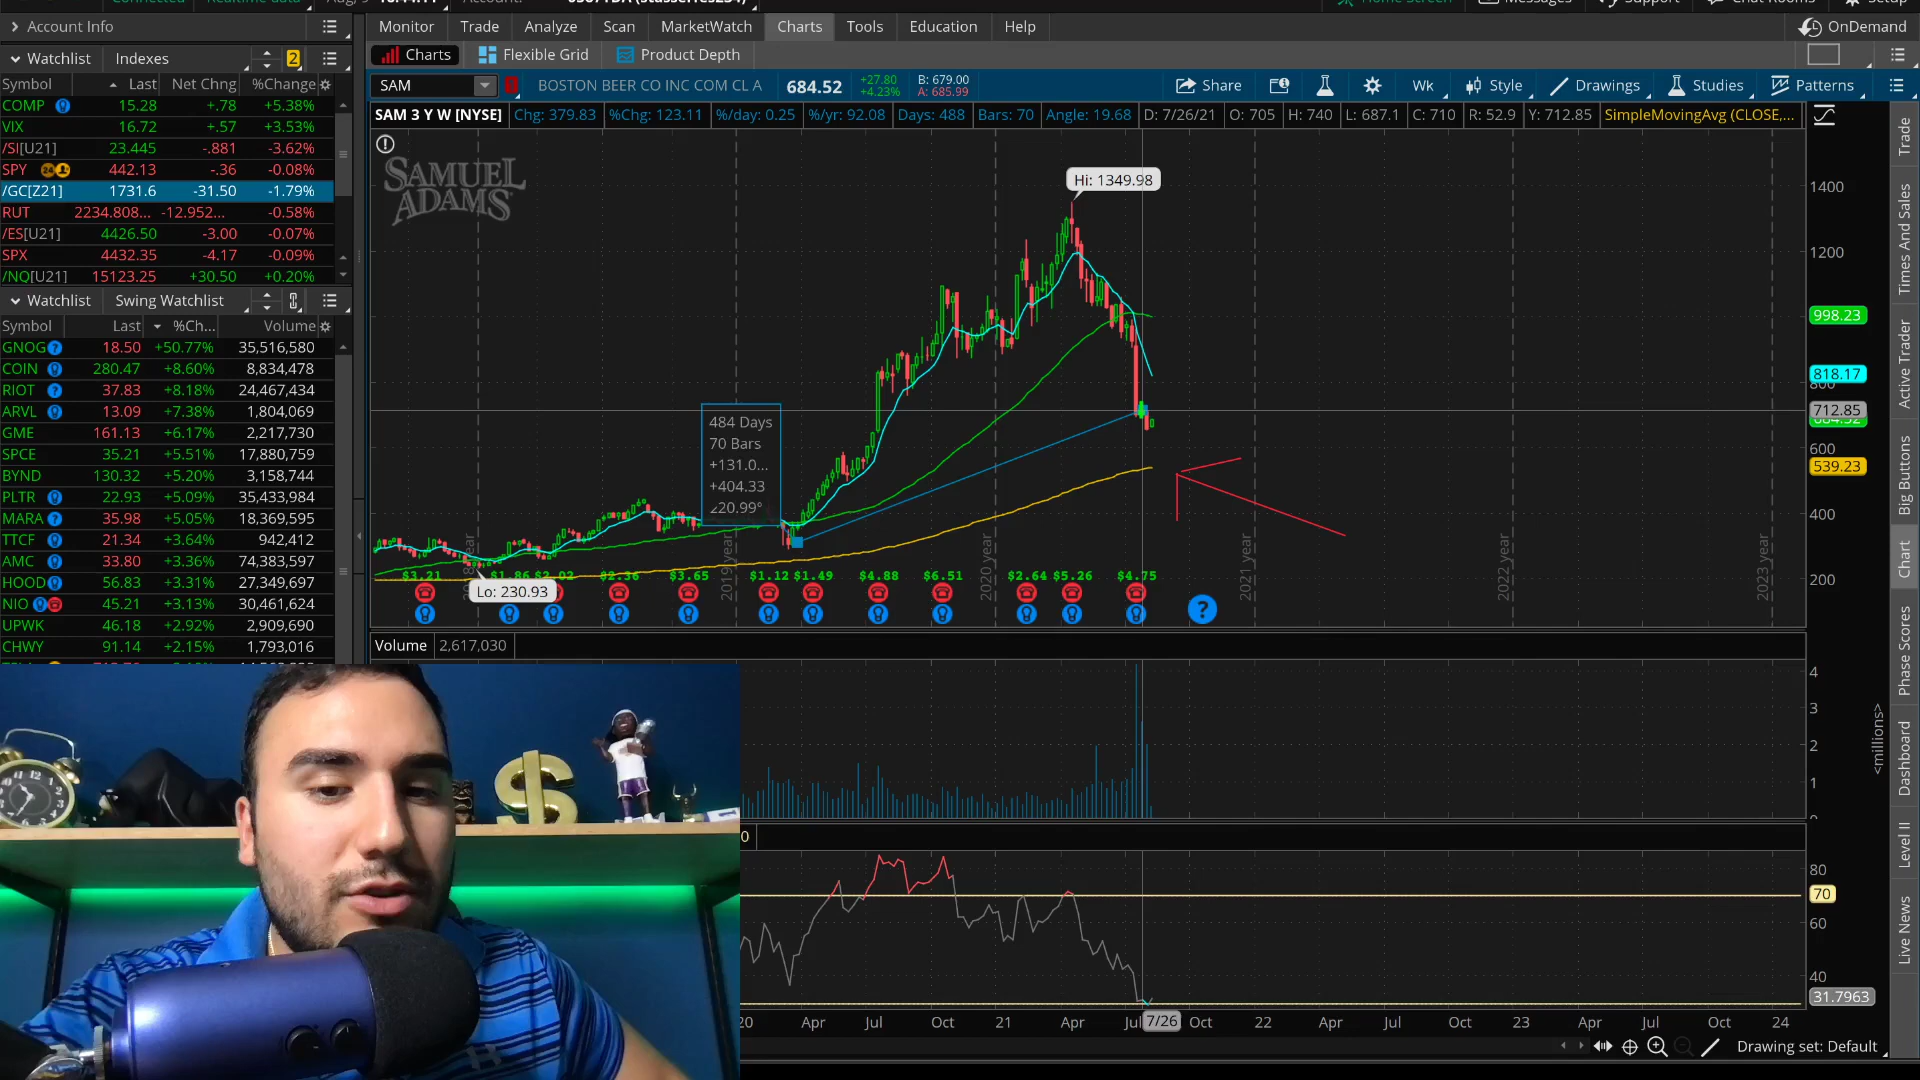 Monitor Trade Analyze Scan MarketWatch Charts Tools Education Help OnDemand
Account Info
Charts Flexible Grid Product Depth
Watchlist Indexes 2
Symbol Last Net Chng %Change
COMP 15.28 +.78 +5.38%
VIX 16.72 +.57 +3.53%
/SI[U21] 23.445 -.881 -3.62%
SPY 442.13 -.36 -0.08%
/GC[Z21] 1731.6 -31.50 -1.79%
RUT 2234.808... -12.952... -0.58%
/ES[U21] 4426.50 -3.00 -0.07%
SPX 4432.35 -4.17 -0.09%
/NQ[U21] 15123.25 +30.50 +0.20%
Watchlist Swing Watchlist
Symbol Last %Ch... Volume
GNOG 18.50 +50.77% 35,516,580
COIN 280.47 +8.60% 8,834,478
RIOT 37.83 +8.18% 24,467,434
ARVL 13.09 +7.38% 1,804,069
GME 161.13 +6.17% 2,217,730
SPCE 35.21 +5.51% 17,880,759
BYND 130.32 +5.20% 3,158,744
PLTR 22.93 +5.09% 35,433,984
MARA 35.98 +5.05% 18,369,595
TTCF 21.34 +3.64% 942,412
AMC 33.80 +3.36% 74,383,597
HOOD 56.83 +3.31% 27,349,697
NIO 45.21 +3.13% 30,461,624
UPWK 46.18 +2.92% 2,909,690
CHWY 91.14 +2.15% 1,793,016
SAM BOSTON BEER CO INC COM CL A 684.52 +27.80 +4.23% B: 679.00 A: 685.99 Share Wk Style Drawings Studies Patterns
SAM 3 Y W [NYSE] Chg: 379.83 %Chg: 123.11 %/day: 0.25 %/yr: 92.08 Days: 488 Bars: 70 Angle: 19.68 D: 7/26/21 O: 705 H: 740 L: 687.1 C: 710 R: 52.9 Y: 712.85 SimpleMovingAvg (CLOSE,...
SAMUEL
ADAMS
Hi: 1349.98
484 Days
70 Bars
+131.0...
+404.33
220.99°
Lo: 230.93
1400
1200
998.23
818.17
800
712.85
684.52
600
539.23
400
200
2019 year 2020 year 2021 year 2022 year 2023 year
$3.21 $1.86 $2.02 $2.36 $3.65 $1.12 $1.49 $4.88 $6.51 $2.64 $5.26 $4.75
?
Volume 2,617,030
4
3
2
1
<millions>
80
70
60
40
31.7963
20 Apr Jul Oct 21 Apr Jul 7/26 Oct 22 Apr Jul Oct 23 Apr Jul Oct 24
Drawing set: Default
Trade
Times And Sales
Active Trader
Big Buttons
Chart
Phase Scores
Dashboard
Level II
Live News